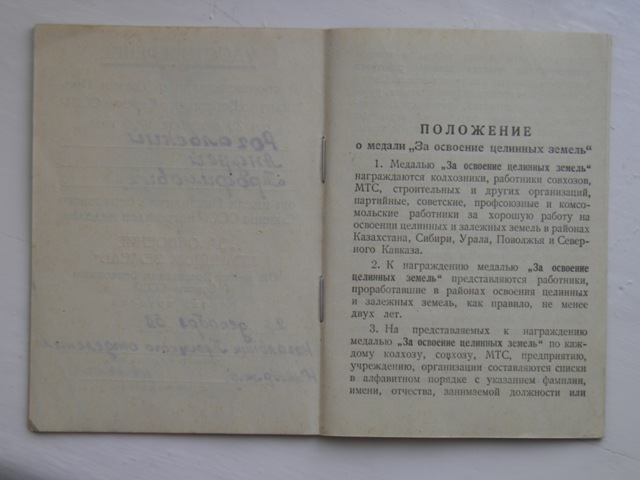 ПОЛОЖЕНИЕ
о медали „За освоение целинных земель“
1. Медалью „За освоение целинных земель“
награждаются колхозники, работники совхозов,
МТС, строительных и других организаций,
партийные, советские, профсоюзные и комсо-
мольские работники за хорошую работу на
освоении целинных и залежных земель в районах
Казахстана, Сибири, Урала, Поволжья и Север-
ного Кавказа.
2. К награждению медалью „За освоение
целинных земель“ представляются работники,
проработавшие в районах освоения целинных
и залежных земель, как правило, не менее
двух лет.
3. На представляемых к награждению
медалью „За освоение целинных земель“ по каж-
дому колхозу, совхозу, МТС, предприятию,
учреждению, организации составляются списки
в алфавитном порядке с указанием фамилии,
имени, отчества, занимаемой должности или